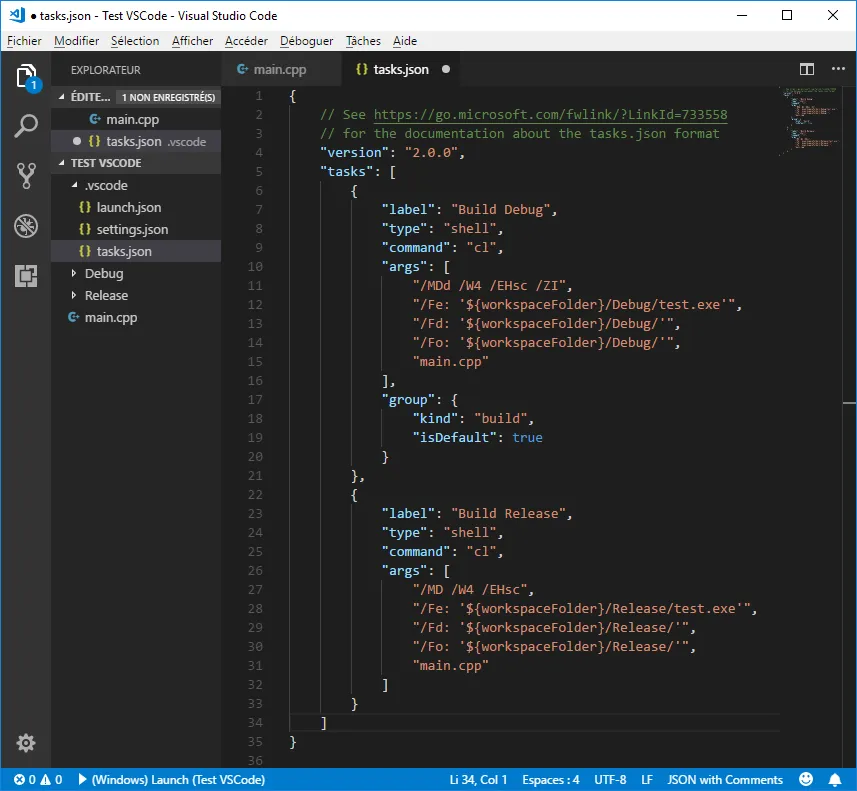 tasks.json - Test VSCode - Visual Studio Code
Fichier Modifier Sélection Afficher Accéder Déboguer Tâches Aide
1
EXPLORATEUR
ÉDITE... 1 NON ENREGISTRÉ(S)
main.cpp
tasks.json .vscode
TEST VSCODE
.vscode
launch.json
settings.json
tasks.json
Debug
Release
main.cpp
main.cpp tasks.json
1 {
2 // See https://go.microsoft.com/fwlink/?LinkId=733558
3 // for the documentation about the tasks.json format
4 "version": "2.0.0",
5 "tasks": [
6 {
7 "label": "Build Debug",
8 "type": "shell",
9 "command": "cl",
10 "args": [
11 "/MDd /W4 /EHsc /ZI",
12 "/Fe: '${workspaceFolder}/Debug/test.exe'",
13 "/Fd: '${workspaceFolder}/Debug/'",
14 "/Fo: '${workspaceFolder}/Debug/'",
15 "main.cpp"
16 ],
17 "group": {
18 "kind": "build",
19 "isDefault": true
20 }
21 },
22 {
23 "label": "Build Release",
24 "type": "shell",
25 "command": "cl",
26 "args": [
27 "/MD /W4 /EHsc",
28 "/Fe: '${workspaceFolder}/Release/test.exe'",
29 "/Fd: '${workspaceFolder}/Release/'",
30 "/Fo: '${workspaceFolder}/Release/'",
31 "main.cpp"
32 ]
33 }
34 ]
35 }
36
0 0 (Windows) Launch (Test VSCode) Li 34, Col 1 Espaces : 4 UTF-8 LF JSON with Comments